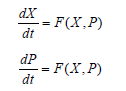 dX/dt = F(X, P)
dP/dt = F(X, P)